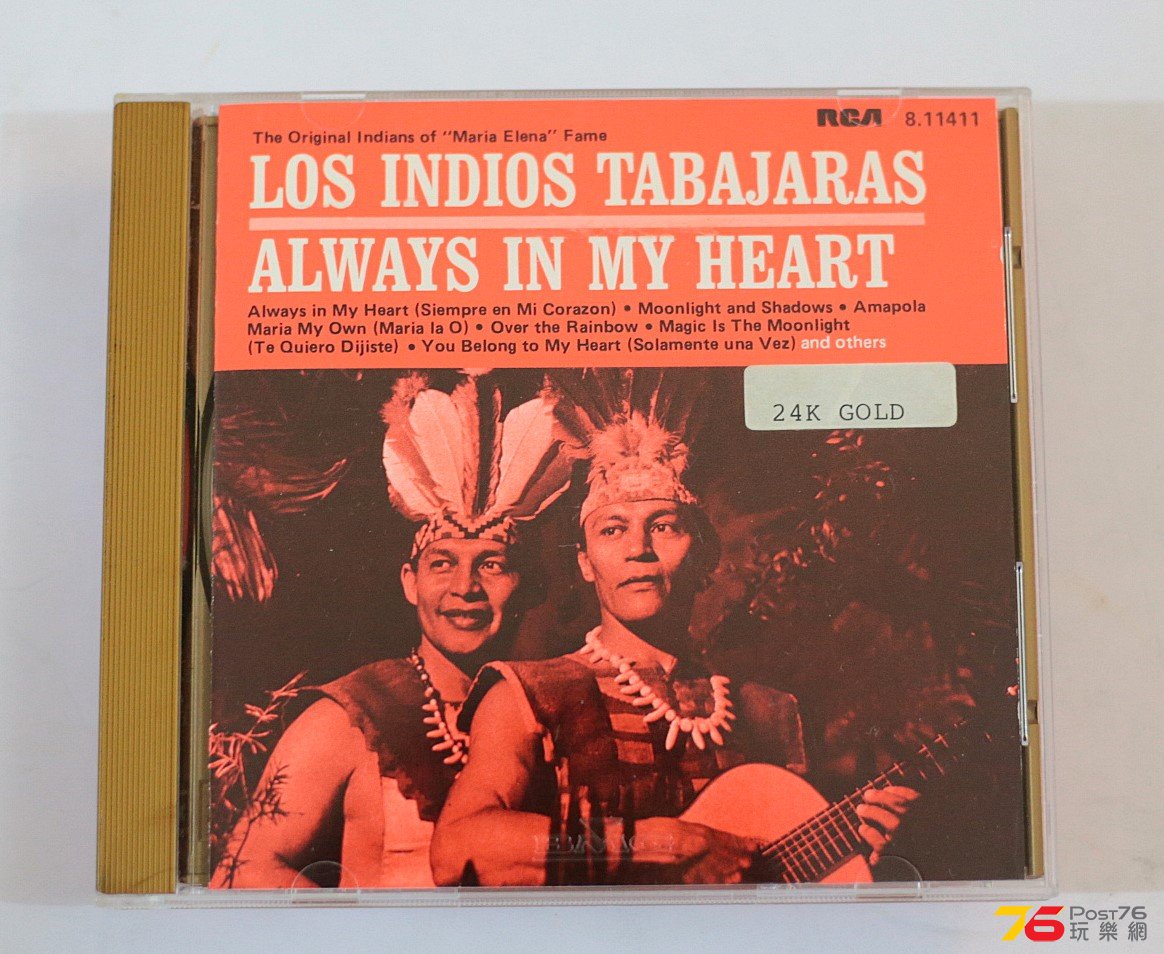 The Original Indians of "Maria Elena" Fame
RCA 8.11411
LOS INDIOS TABAJARAS
ALWAYS IN MY HEART
Always in My Heart (Siempre en Mi Corazon) • Moonlight and Shadows • Amapola
Maria My Own (Maria la O) • Over the Rainbow • Magic Is The Moonlight
(Te Quiero Dijiste) • You Belong to My Heart (Solamente una Vez) and others
24K GOLD
76 POST76
玩樂網